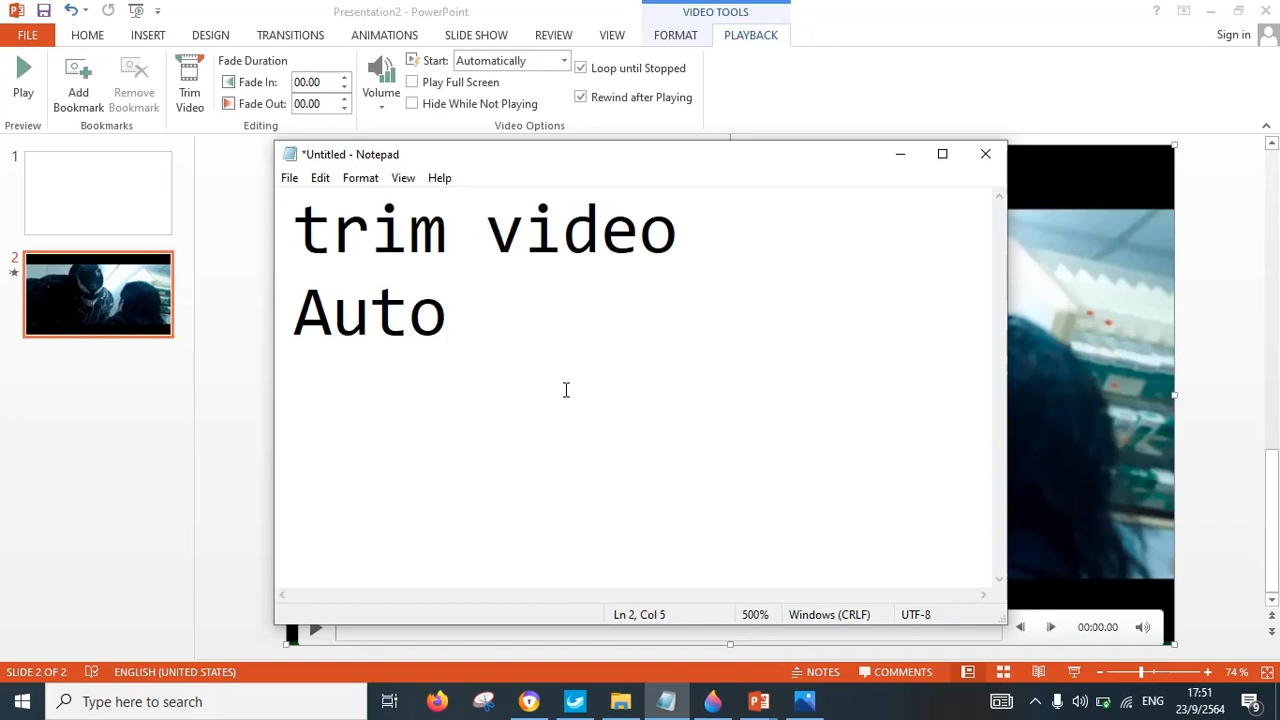 Presentation2 - PowerPoint
VIDEO TOOLS
?
FILE HOME INSERT DESIGN TRANSITIONS ANIMATIONS SLIDE SHOW REVIEW VIEW FORMAT PLAYBACK Sign in
Play
Add Bookmark
Remove Bookmark
Trim Video
Fade Duration
Fade In: 00.00
Fade Out: 00.00
Volume
Start: Automatically
Play Full Screen
Hide While Not Playing
Loop until Stopped
Rewind after Playing
Preview Bookmarks Editing Video Options
1
2
*Untitled - Notepad
File Edit Format View Help
trim video
Auto
Ln 2, Col 5 500% Windows (CRLF) UTF-8
00:00.00
SLIDE 2 OF 2 ENGLISH (UNITED STATES) NOTES COMMENTS 74 %
Type here to search
ENG
17:51
23/9/2564
9